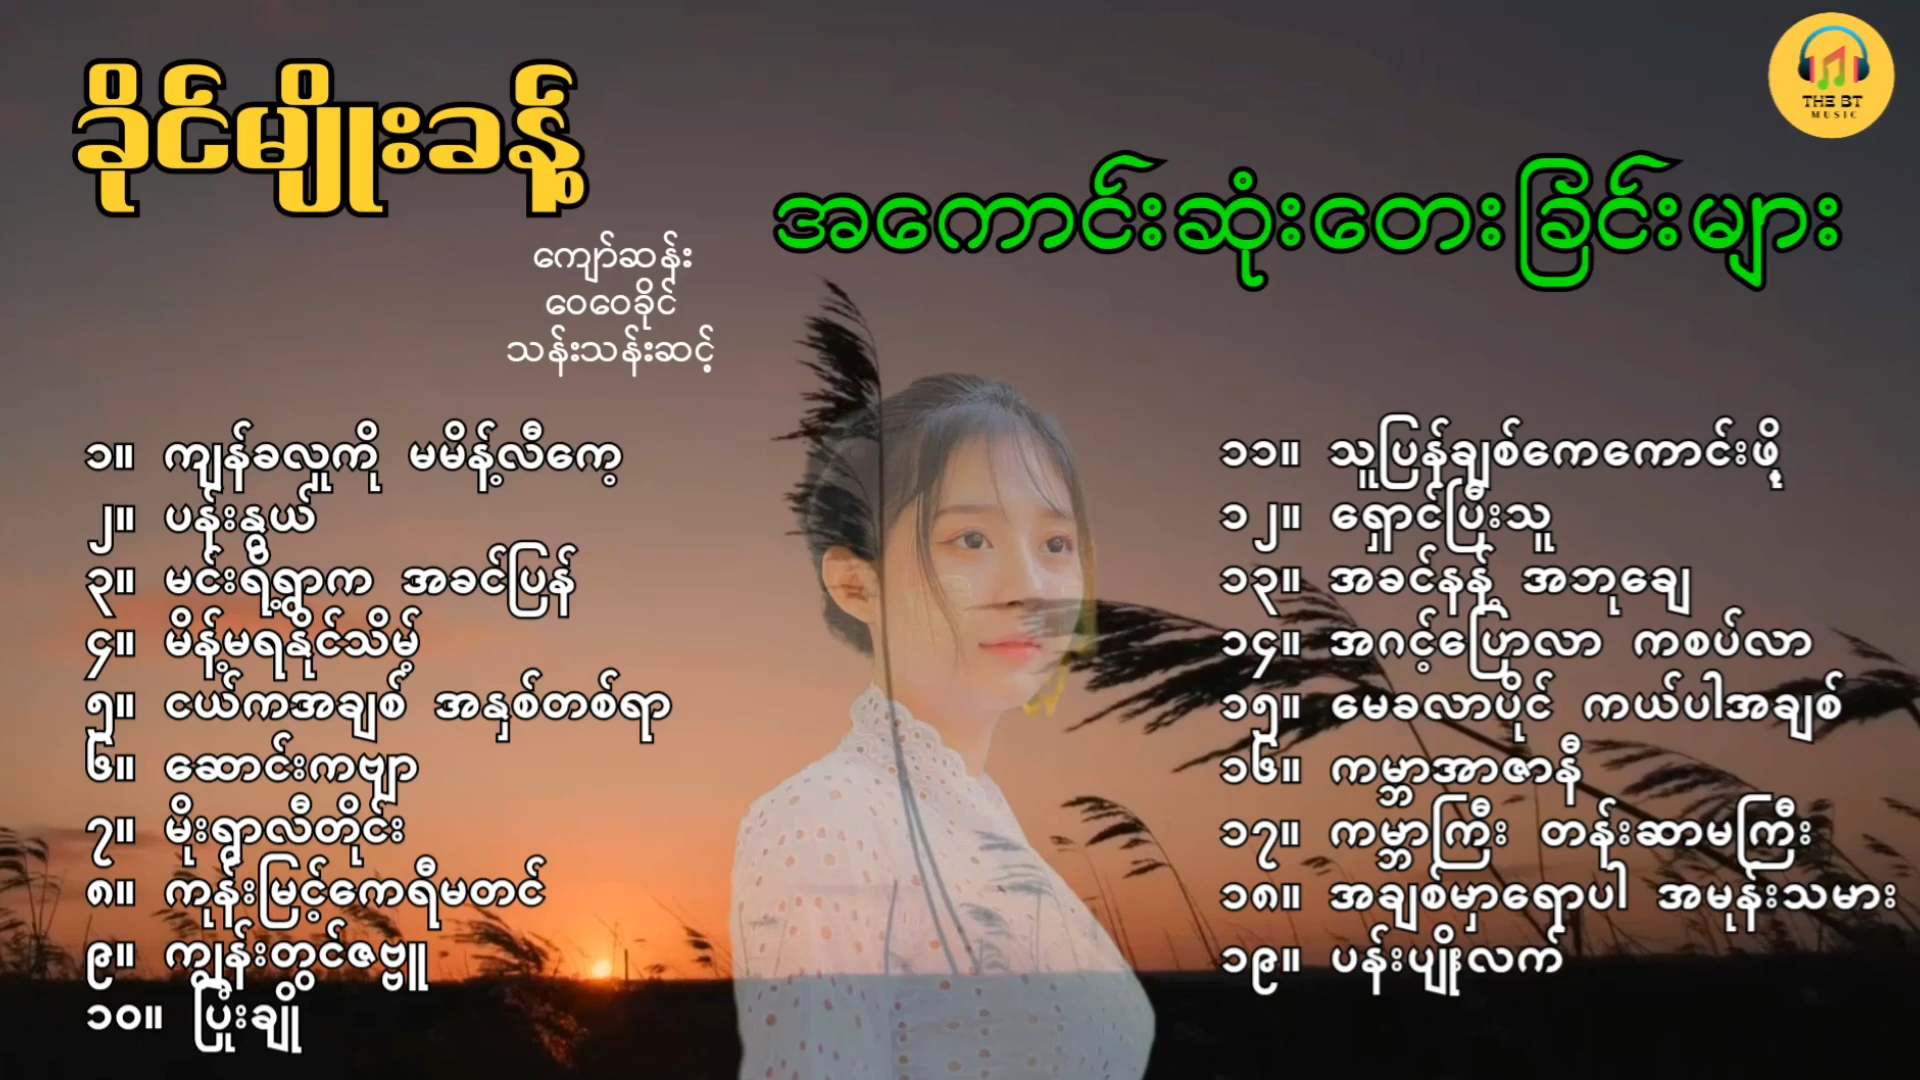 ခိုင်မျိုးခန့်
THE BT
MUSIC
အကောင်းဆုံးတေးခြင်းများ
ကျော်ဆန်း
ဝေဝေခိုင်
သန်းသန်းဆင့်
၁။ ကျန်ခလှုကို မမိန့်လီကေ့
၂။ ပန်းနွယ်
၃။ မင်းရို့ရွာက အခင်ပြန်
၄။ မိန့်မရနိုင်သိမ့်
၅။ ငယ်ကအချစ် အနှစ်တစ်ရာ
၆။ ဆောင်းကဗျာ
၇။ မိုးရွာလီတိုင်း
၈။ ကုန်းမြင့်ကေရီမတင်
၉။ ကျွန်းတွင်ဇမ္ဗူ
၁၀။ ပြုံးချို
၁၁။ သူပြန်ချစ်ကေကောင်းဖို့
၁၂။ ရှောင်ပြီးသူ
၁၃။ အခင်နန့် အဘုချေ
၁၄။ အဂင့်ပြောလာ ကစပ်လာ
၁၅။ မေခလာပိုင် ကယ်ပါအချစ်
၁၆။ ကမ္ဘာအာဇာနီ
၁၇။ ကမ္ဘာကြီး တန်းဆာမကြီး
၁၈။ အချစ်မှာရောပါ အမုန်းသမား
၁၉။ ပန်းပျိုးလက်